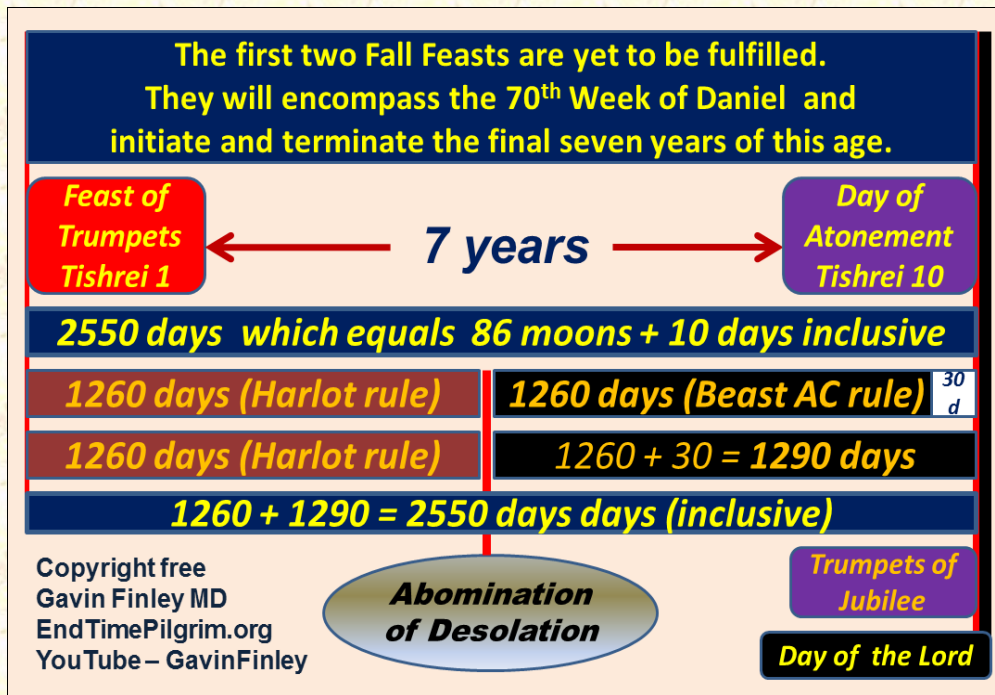 The first two Fall Feasts are yet to be fulfilled.
They will encompass the 70th Week of Daniel and
initiate and terminate the final seven years of this age.
Feast of
Trumpets
Tishrei 1
7 years
Day of
Atonement
Tishrei 10
2550 days which equals 86 moons + 10 days inclusive
1260 days (Harlot rule)
1260 days (Beast AC rule)
30
d
1260 days (Harlot rule)
1260 + 30 = 1290 days
1260 + 1290 = 2550 days days (inclusive)
Copyright free
Gavin Finley MD
EndTimePilgrim.org
YouTube – GavinFinley
Abomination
of Desolation
Trumpets of
Jubilee
Day of the Lord